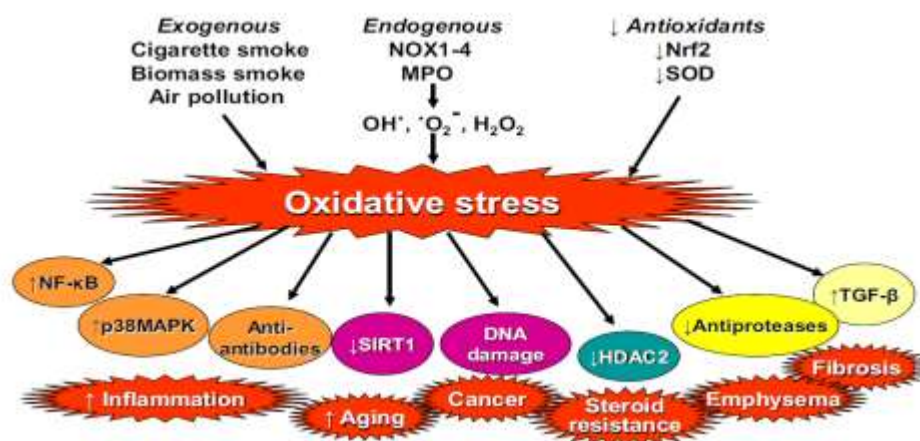 Exogenous
Cigarette smoke
Biomass smoke
Air pollution
Endogenous
NOX1-4
MPO
OH˙, ˙O₂⁻, H₂O₂
↓ Antioxidants
↓Nrf2
↓SOD
Oxidative stress
↑NF-κB
↑p38MAPK
Anti-
antibodies
↓SIRT1
DNA
damage
↓HDAC2
↓Antiproteases
↑TGF-β
↑ Inflammation
↑ Aging
Cancer
Steroid
resistance
Emphysema
Fibrosis